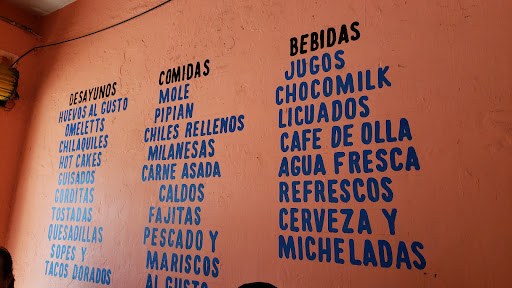 DESAYUNOS
HUEVOS AL GUSTO
OMELETTS
CHILAQUILES
HOT CAKES
GUISADOS
GORDITAS
TOSTADAS
QUESADILLAS
SOPES Y
TACOS DORADOS
COMIDAS
MOLE
PIPIAN
CHILES RELLENOS
MILANESAS
CARNE ASADA
CALDOS
FAJITAS
PESCADO Y
MARISCOS
AL GUSTO
BEBIDAS
JUGOS
CHOCOMILK
LICUADOS
CAFE DE OLLA
AGUA FRESCA
REFRESCOS
CERVEZA Y
MICHELADAS